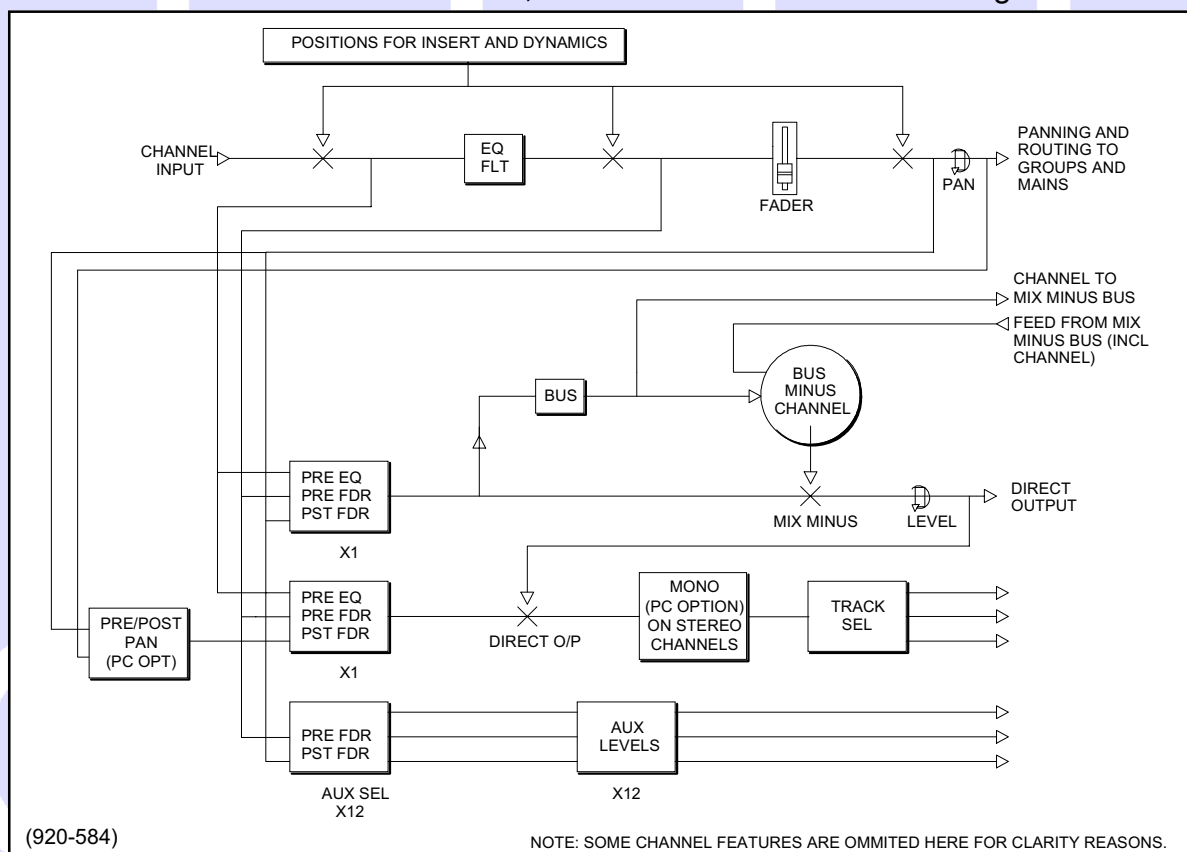 POSITIONS FOR INSERT AND DYNAMICS
CHANNEL
INPUT
EQ
FLT
FADER
PAN
PANNING AND
ROUTING TO
GROUPS AND
MAINS
CHANNEL TO
MIX MINUS BUS
FEED FROM MIX
MINUS BUS (INCL
CHANNEL)
BUS
BUS
MINUS
CHANNEL
PRE EQ
PRE FDR
PST FDR
X1
MIX MINUS
LEVEL
DIRECT
OUTPUT
PRE/POST
PAN
(PC OPT)
PRE EQ
PRE FDR
PST FDR
X1
DIRECT O/P
MONO
(PC OPTION)
ON STEREO
CHANNELS
TRACK
SEL
PRE FDR
PST FDR
AUX SEL
X12
AUX
LEVELS
X12
(920-584)
NOTE: SOME CHANNEL FEATURES ARE OMMITED HERE FOR CLARITY REASONS.